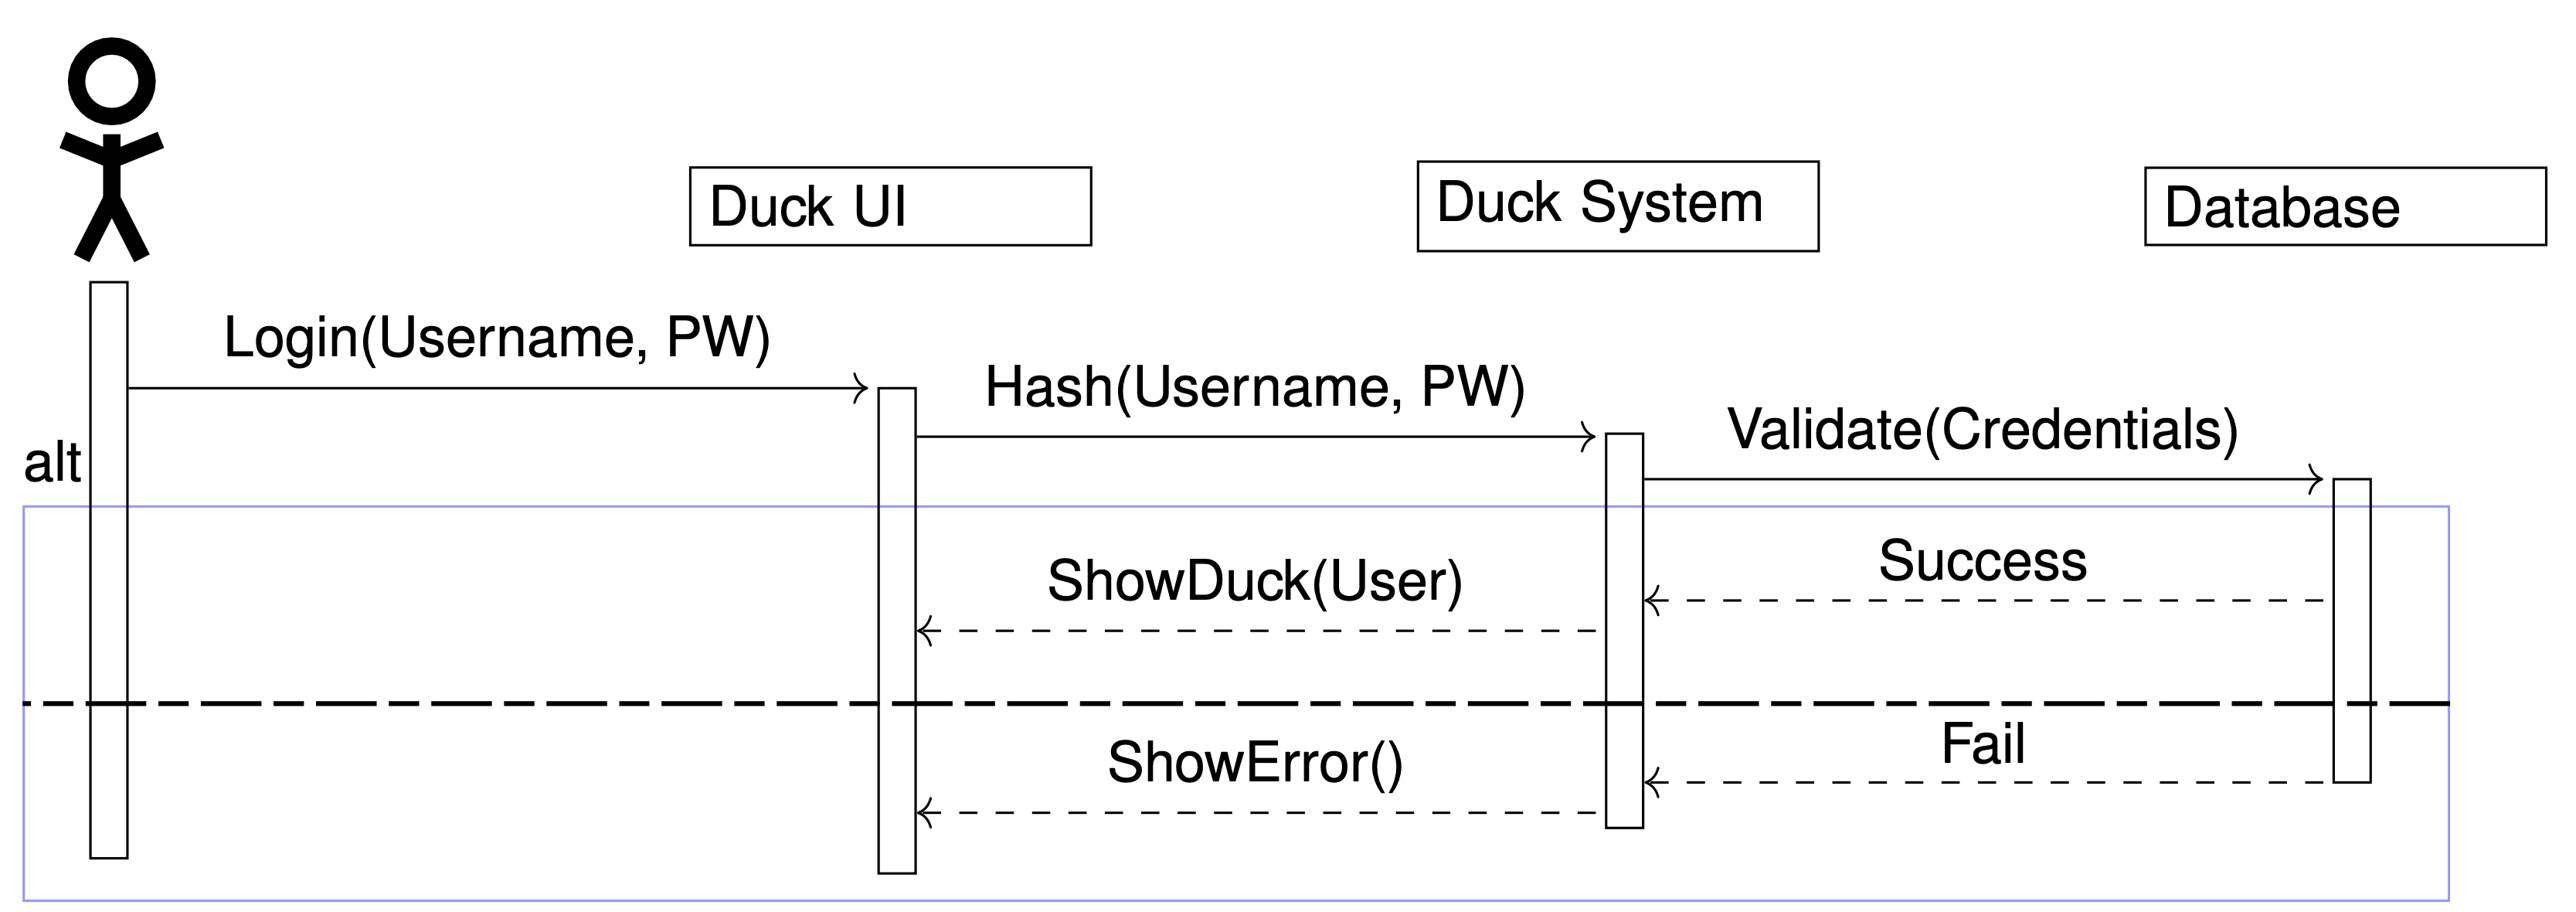 Duck UI
Duck System
Database
Login(Username, PW)
Hash(Username, PW)
Validate(Credentials)
alt
Success
ShowDuck(User)
Fail
ShowError()